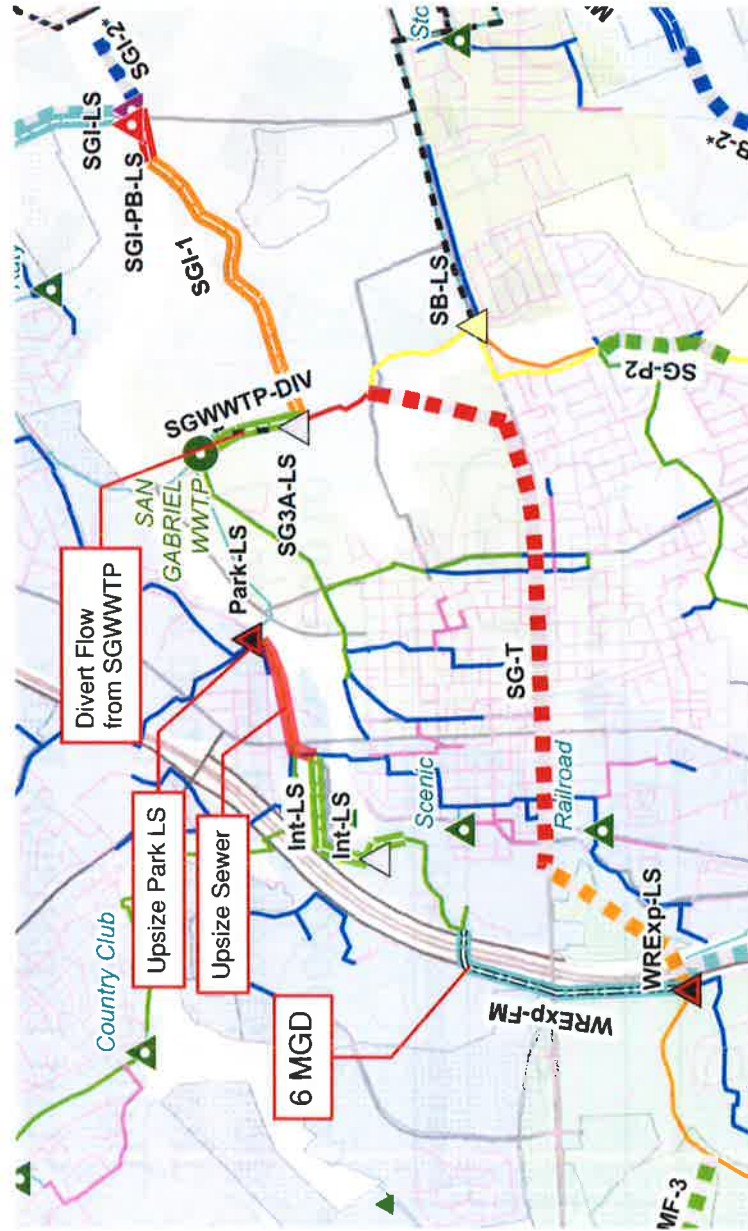 SGI-2*
SGI-LS
SGI-PB-LS
SGI-1
Divert Flow
from SGWWTP
SGWWTP-DIV
SAN
GABRIEL
WWTP
SG3A-LS
Park-LS
Upsize Park LS
Upsize Sewer
Int-LS
Int-LS
Country Club
6 MGD
WRExp-FM
WRExp-LS
Scenic
Railroad
SG-T
SB-LS
SG-P2
B-2*
MF-3